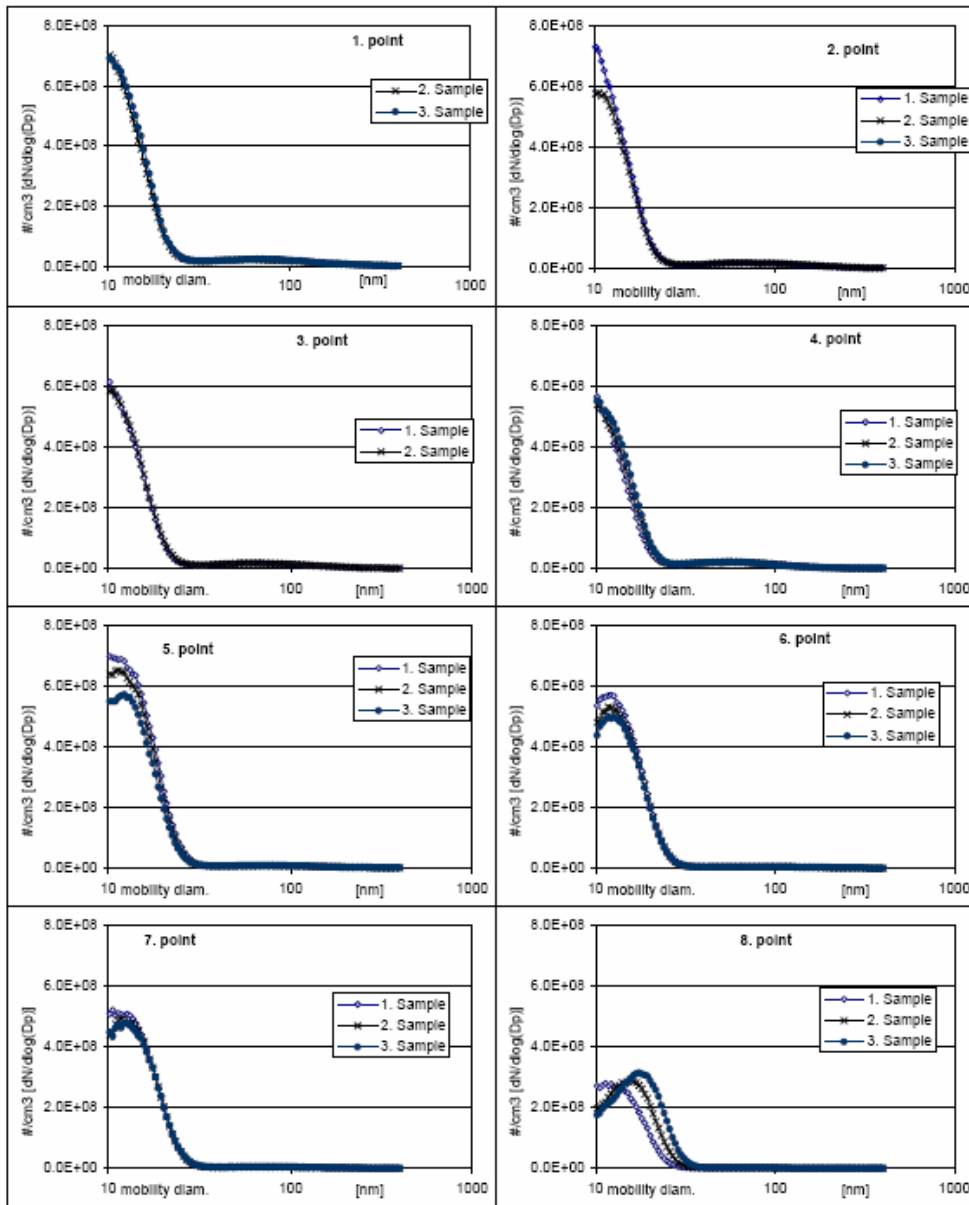 8.0E+08
1. point
6.0E+08
2. Sample
3. Sample
4.0E+08
2.0E+08
0.0E+00
10 mobility diam. 100 [nm] 1000
#/cm3 [dN/dlog(Dp)]
8.0E+08
2. point
6.0E+08
1. Sample
2. Sample
3. Sample
4.0E+08
2.0E+08
0.0E+00
10 mobility diam. 100 [nm] 1000
#/cm3 [dN/dlog(Dp)]
8.0E+08
3. point
6.0E+08
1. Sample
2. Sample
4.0E+08
2.0E+08
0.0E+00
10 mobility diam. 100 [nm] 1000
#/cm3 [dN/dlog(Dp)]
8.0E+08
4. point
6.0E+08
1. Sample
2. Sample
3. Sample
4.0E+08
2.0E+08
0.0E+00
10 mobility diam. 100 [nm] 1000
#/cm3 [dN/dlog(Dp)]
8.0E+08
5. point
6.0E+08
1. Sample
2. Sample
3. Sample
4.0E+08
2.0E+08
0.0E+00
10 mobility diam. 100 [nm] 1000
#/cm3 [dN/dlog(Dp)]
8.0E+08
6. point
6.0E+08
1. Sample
2. Sample
3. Sample
4.0E+08
2.0E+08
0.0E+00
10 mobility diam. 100 [nm] 1000
#/cm3 [dN/dlog(Dp)]
8.0E+08
7. point
6.0E+08
1. Sample
2. Sample
3. Sample
4.0E+08
2.0E+08
0.0E+00
10 mobility diam. 100 [nm] 1000
#/cm3 [dN/dlog(Dp)]
8.0E+08
8. point
6.0E+08
1. Sample
2. Sample
3. Sample
4.0E+08
2.0E+08
0.0E+00
10 mobility diam. 100 [nm] 1000
#/cm3 [dN/dlog(Dp)]